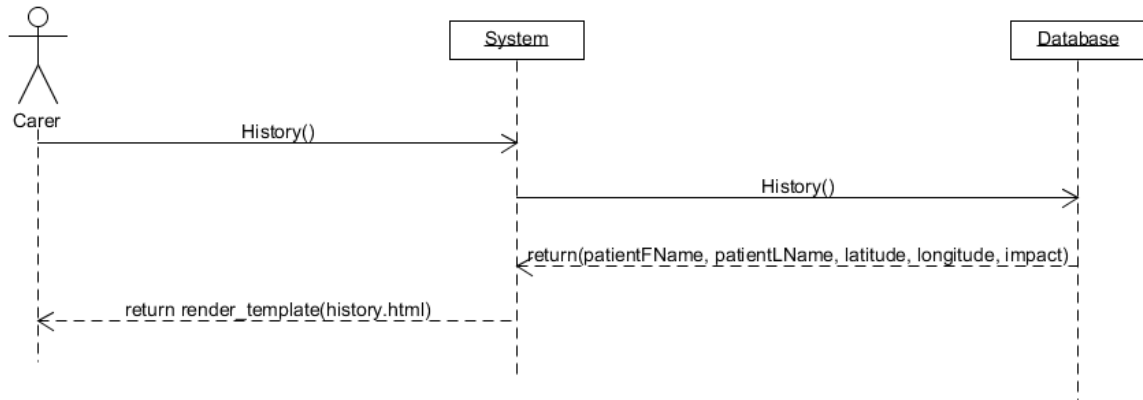 System
Database
Carer
History()
History()
return(patientFName, patientLName, latitude, longitude, impact)
return render_template(history.html)